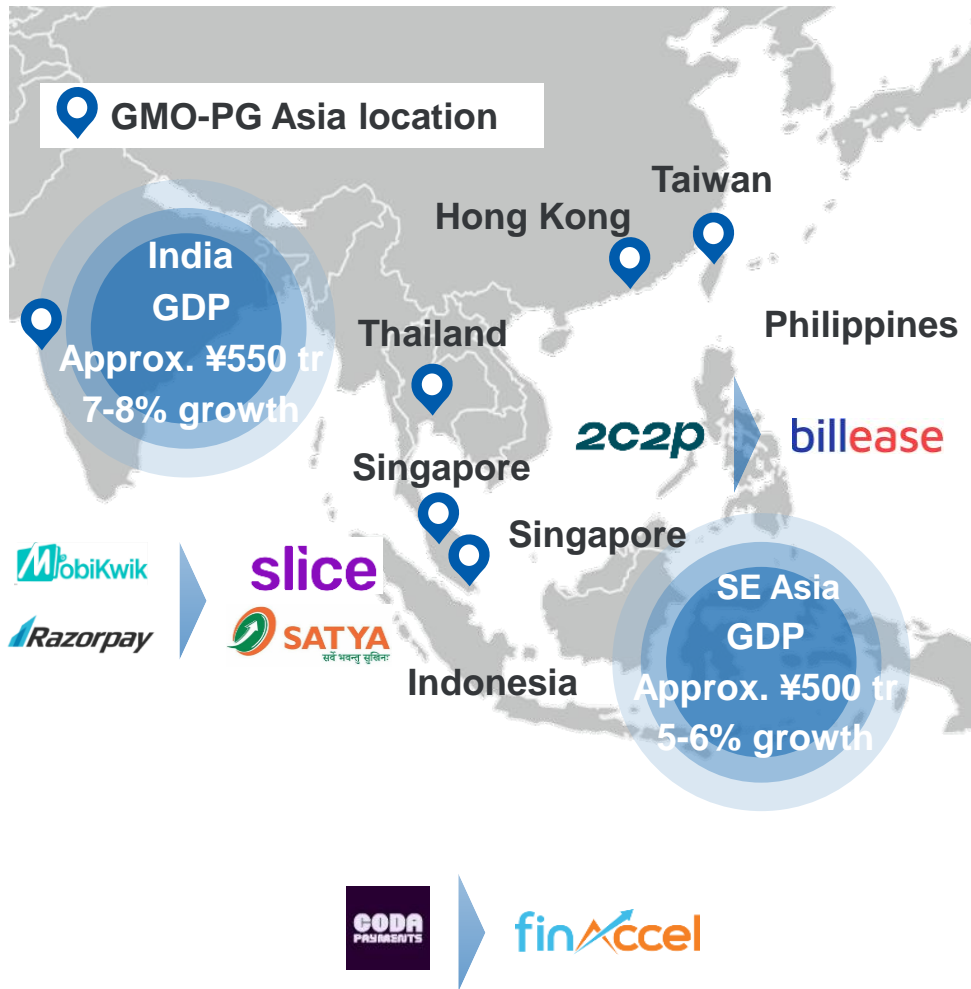 GMO-PG Asia location
Taiwan
Hong Kong
India
GDP
Approx. ¥550 tr
7-8% growth
Thailand
Philippines
2c2p
billease
Singapore
Singapore
MobiKwik
slice
Razorpay
SATYA
सर्वे भवन्तु सुखिनः
SE Asia
GDP
Approx. ¥500 tr
5-6% growth
Indonesia
CODA
PAYMENTS
finAccel